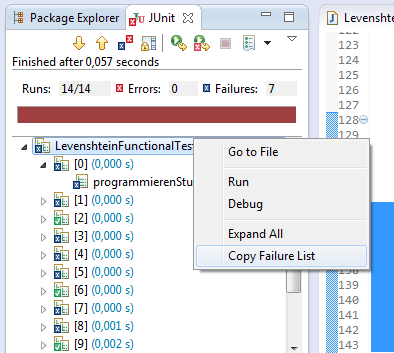 Package Explorer JUnit
Levenshte
Finished after 0,057 seconds
Runs: 14/14 Errors: 0 Failures: 7
LevenshteinFunctionalTest
[0] (0,000 s)
programmierenStu
[1] (0,000 s)
[2] (0,000 s)
[3] (0,000 s)
[4] (0,000 s)
[5] (0,000 s)
[6] (0,000 s)
[7] (0,000 s)
[8] (0,001 s)
[9] (0,002 s)
Go to File
Run
Debug
Expand All
Copy Failure List
122
123
124
125
126
127
128
129
138
139
140
141
142
143